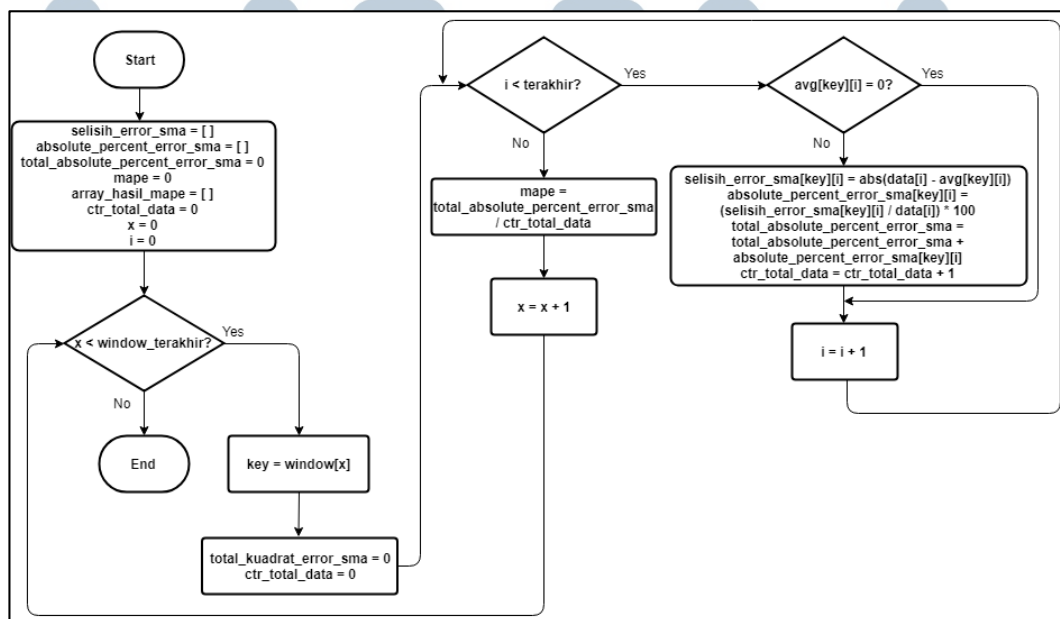 Start
selisih_error_sma = [ ]
absolute_percent_error_sma = [ ]
total_absolute_percent_error_sma = 0
mape = 0
array_hasil_mape = [ ]
ctr_total_data = 0
x = 0
i = 0
x < window_terakhir?
Yes
No
End
key = window[x]
total_kuadrat_error_sma = 0
ctr_total_data = 0
i < terakhir?
Yes
No
mape =
total_absolute_percent_error_sma
/ ctr_total_data
x = x + 1
avg[key][i] = 0?
Yes
No
selisih_error_sma[key][i] = abs(data[i] - avg[key][i])
absolute_percent_error_sma[key][i] =
(selisih_error_sma[key][i] / data[i]) * 100
total_absolute_percent_error_sma =
total_absolute_percent_error_sma +
absolute_percent_error_sma[key][i]
ctr_total_data = ctr_total_data + 1
i = i + 1